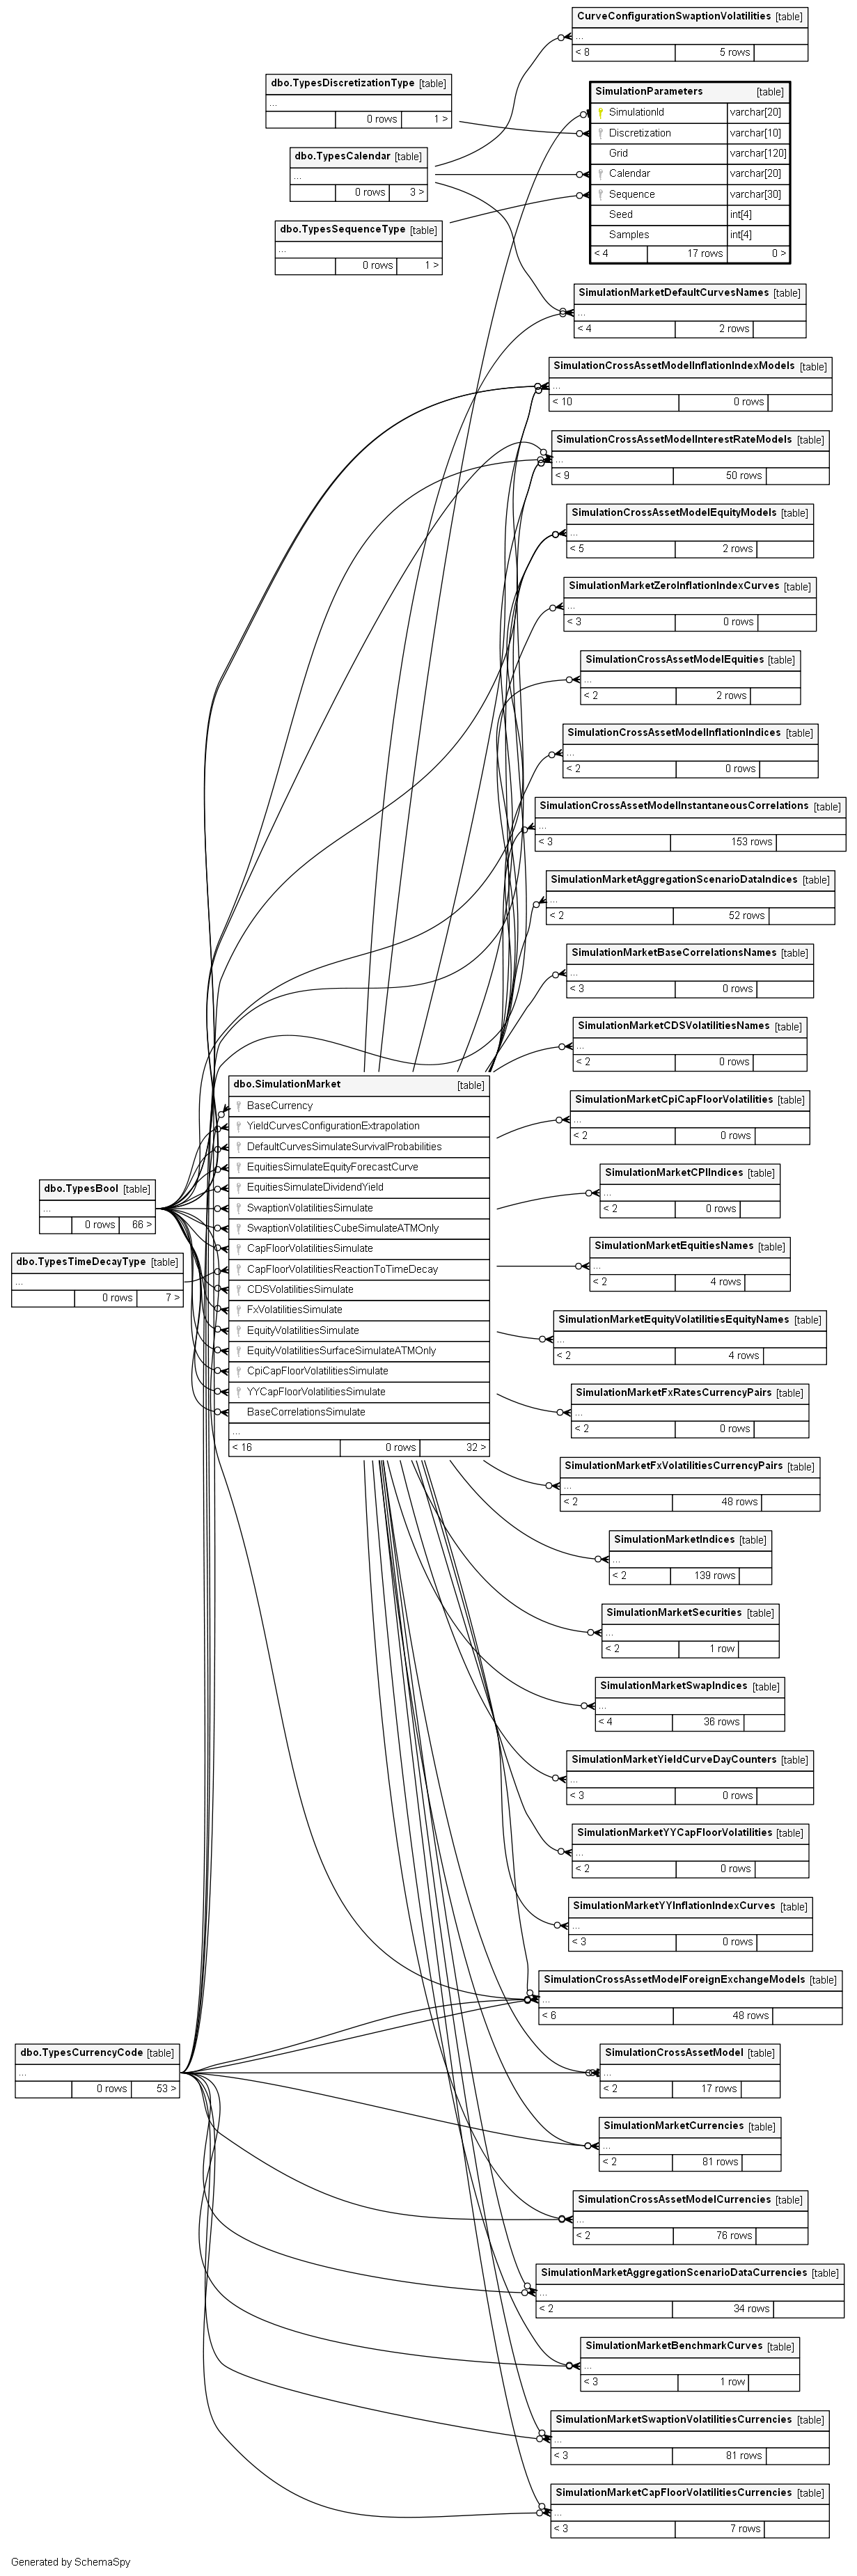 CurveConfigurationSwaptionVolatilities [table]
...
< 8 5 rows
dbo.TypesDiscretizationType [table]
...
0 rows 1 >
SimulationParameters [table]
SimulationId varchar[20]
Discretization varchar[10]
Grid varchar[120]
Calendar varchar[20]
Sequence varchar[30]
Seed int[4]
Samples int[4]
< 4 17 rows 0 >
dbo.TypesCalendar [table]
...
0 rows 3 >
dbo.TypesSequenceType [table]
...
0 rows 1 >
SimulationMarketDefaultCurvesNames [table]
...
< 4 2 rows
SimulationCrossAssetModelInflationIndexModels [table]
...
< 10 0 rows
SimulationCrossAssetModelInterestRateModels [table]
...
< 9 50 rows
SimulationCrossAssetModelEquityModels [table]
...
< 5 2 rows
SimulationMarketZeroInflationIndexCurves [table]
...
< 3 0 rows
SimulationCrossAssetModelEquities [table]
...
< 2 2 rows
SimulationCrossAssetModelInflationIndices [table]
...
< 2 0 rows
SimulationCrossAssetModelInstantaneousCorrelations [table]
...
< 3 153 rows
SimulationMarketAggregationScenarioDataIndices [table]
...
< 2 52 rows
SimulationMarketBaseCorrelationsNames [table]
...
< 3 0 rows
SimulationMarketCDSVolatilitiesNames [table]
...
< 2 0 rows
dbo.SimulationMarket [table]
BaseCurrency
YieldCurvesConfigurationExtrapolation
DefaultCurvesSimulateSurvivalProbabilities
EquitiesSimulateEquityForecastCurve
EquitiesSimulateDividendYield
SwaptionVolatilitiesSimulate
SwaptionVolatilitiesCubeSimulateATMOnly
CapFloorVolatilitiesSimulate
CapFloorVolatilitiesReactionToTimeDecay
CDSVolatilitiesSimulate
FxVolatilitiesSimulate
EquityVolatilitiesSimulate
EquityVolatilitiesSurfaceSimulateATMOnly
CpiCapFloorVolatilitiesSimulate
YYCapFloorVolatilitiesSimulate
BaseCorrelationsSimulate
...
< 16 0 rows 32 >
dbo.TypesBool [table]
...
0 rows 66 >
dbo.TypesTimeDecayType [table]
...
0 rows 7 >
SimulationMarketCpiCapFloorVolatilities [table]
...
< 2 0 rows
SimulationMarketCPIIndices [table]
...
< 2 0 rows
SimulationMarketEquitiesNames [table]
...
< 2 4 rows
SimulationMarketEquityVolatilitiesEquityNames [table]
...
< 2 4 rows
SimulationMarketFxRatesCurrencyPairs [table]
...
< 2 0 rows
SimulationMarketFxVolatilitiesCurrencyPairs [table]
...
< 2 48 rows
SimulationMarketIndices [table]
...
< 2 139 rows
SimulationMarketSecurities [table]
...
< 2 1 row
SimulationMarketSwapIndices [table]
...
< 4 36 rows
SimulationMarketYieldCurveDayCounters [table]
...
< 3 0 rows
SimulationMarketYYCapFloorVolatilities [table]
...
< 2 0 rows
SimulationMarketYYInflationIndexCurves [table]
...
< 3 0 rows
SimulationCrossAssetModelForeignExchangeModels [table]
...
< 6 48 rows
dbo.TypesCurrencyCode [table]
...
0 rows 53 >
SimulationCrossAssetModel [table]
...
< 2 17 rows
SimulationMarketCurrencies [table]
...
< 2 81 rows
SimulationCrossAssetModelCurrencies [table]
...
< 2 76 rows
SimulationMarketAggregationScenarioDataCurrencies [table]
...
< 2 34 rows
SimulationMarketBenchmarkCurves [table]
...
< 3 1 row
SimulationMarketSwaptionVolatilitiesCurrencies [table]
...
< 3 81 rows
SimulationMarketCapFloorVolatilitiesCurrencies [table]
...
< 3 7 rows
Generated by SchemaSpy